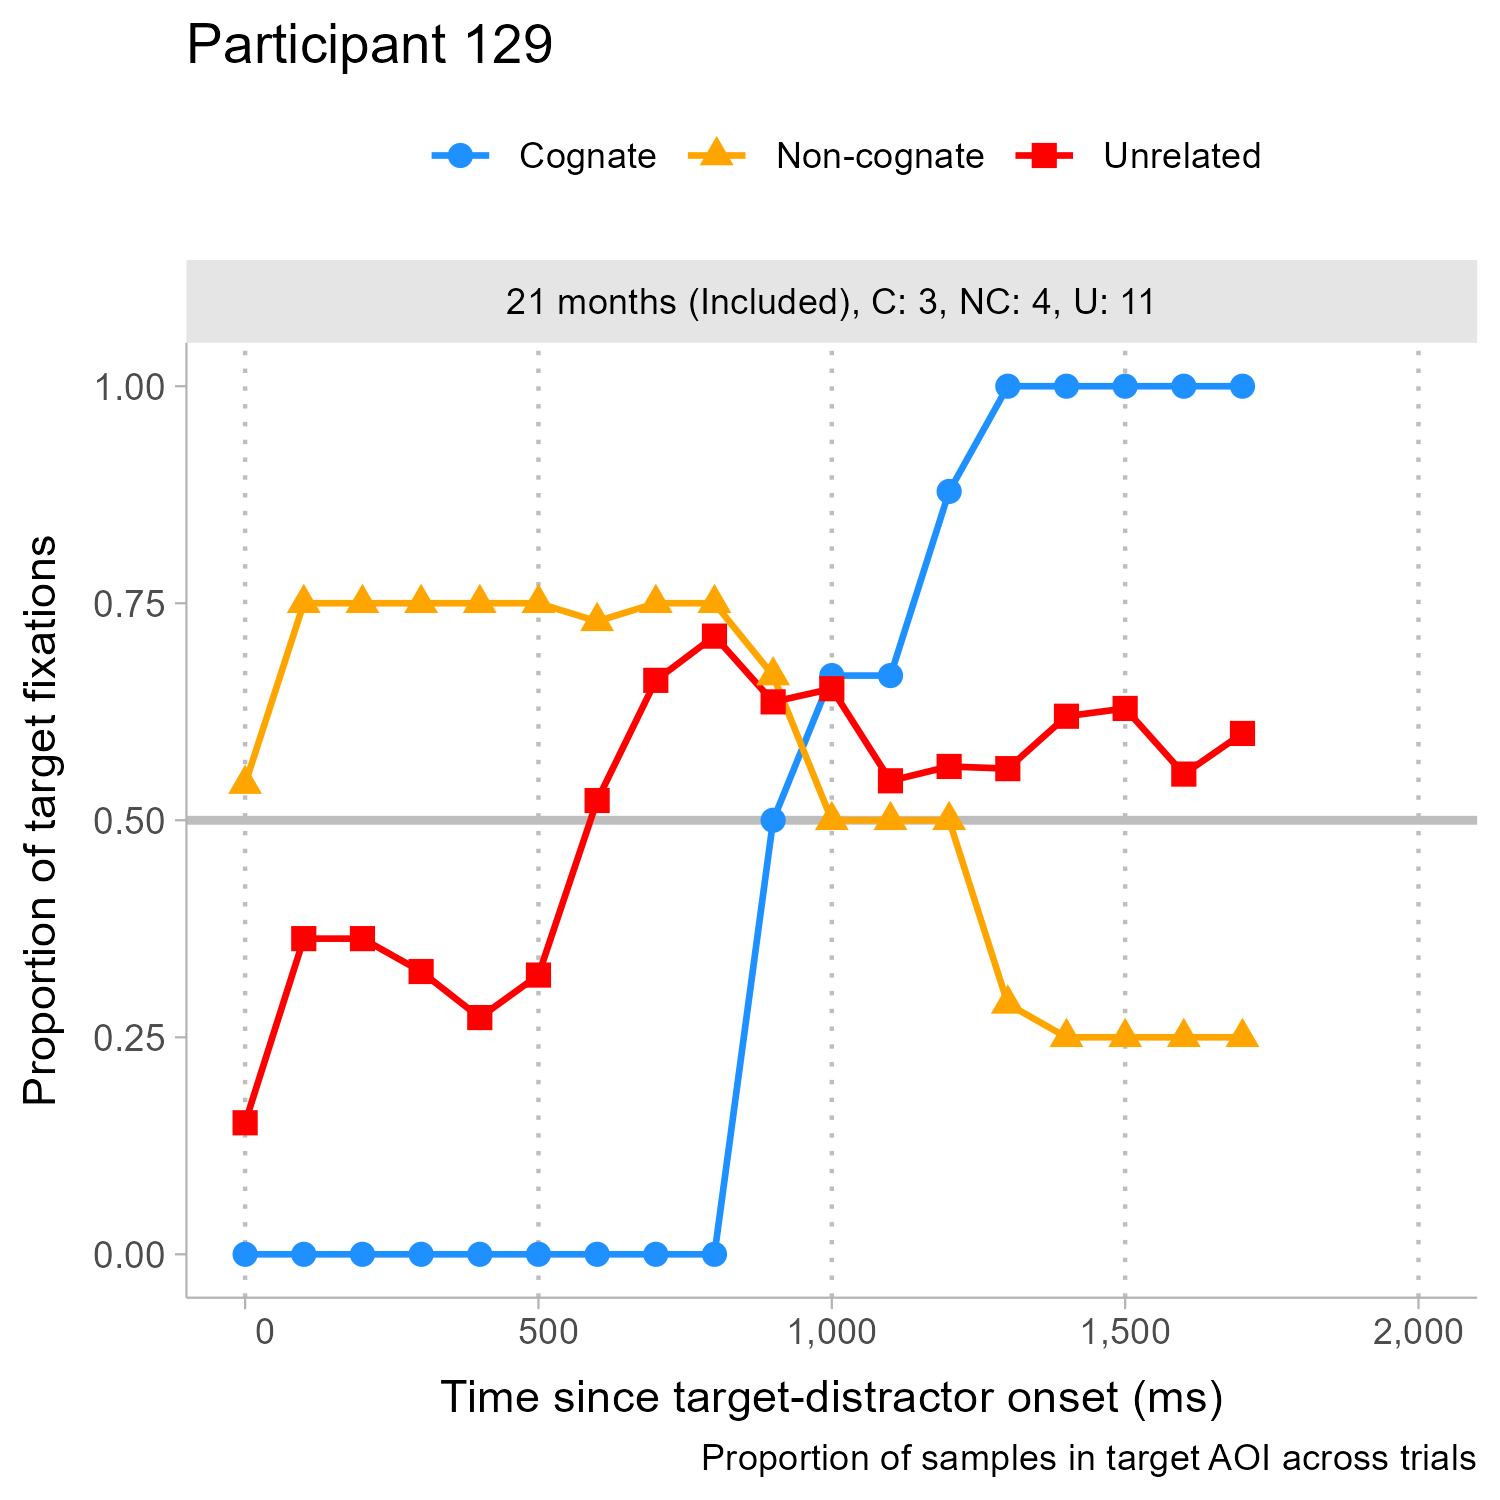 Participant 129
Cognate Non-cognate Unrelated
21 months (Included), C: 3, NC: 4, U: 11
Proportion of target fixations
1.00
0.75
0.50
0.25
0.00
0 500 1,000 1,500 2,000
Time since target-distractor onset (ms)
Proportion of samples in target AOI across trials